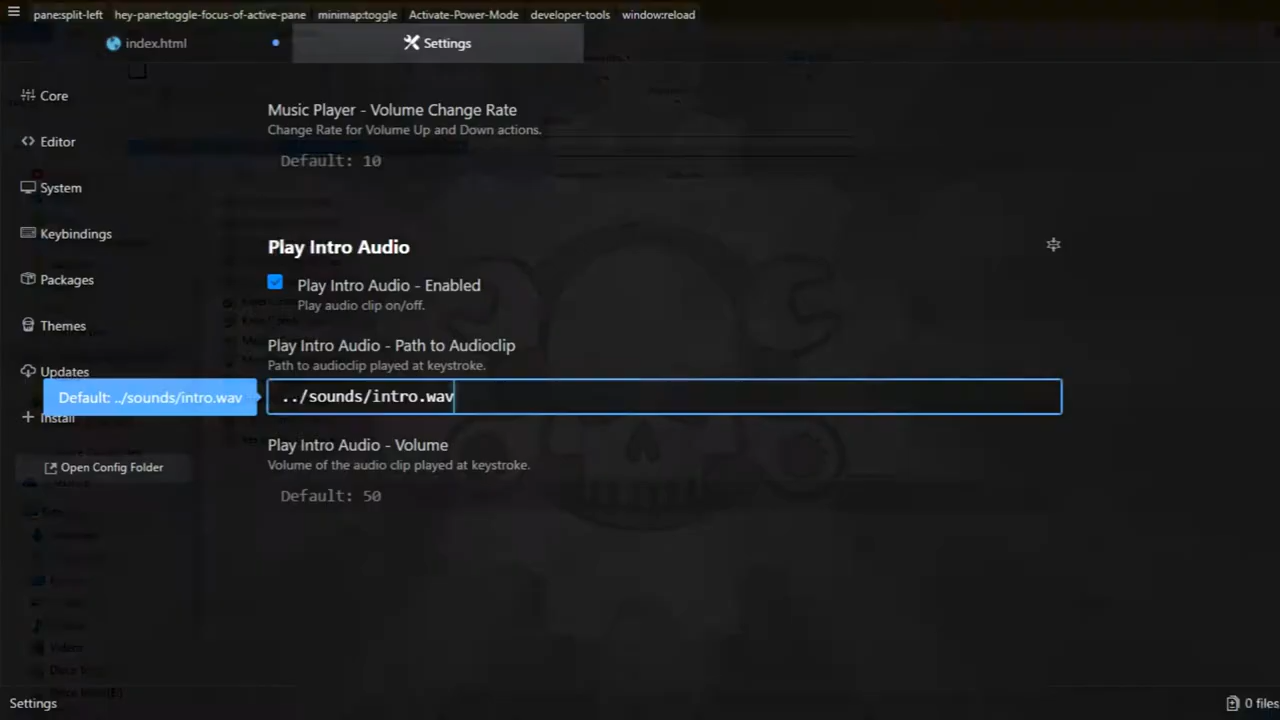 pane:split-left hey-pane:toggle-focus-of-active-pane minimap:toggle Activate-Power-Mode developer-tools window:reload
index.html Settings
Core
Editor
System
Keybindings
Packages
Themes
Updates
Install
Open Config Folder
Music Player - Volume Change Rate
Change Rate for Volume Up and Down actions.
Default: 10
Play Intro Audio
Play Intro Audio - Enabled
Play audio clip on/off.
Play Intro Audio - Path to Audioclip
Path to audioclip played at keystroke.
Default: ../sounds/intro.wav
../sounds/intro.wav
Play Intro Audio - Volume
Volume of the audio clip played at keystroke.
Default: 50
Settings
0 files